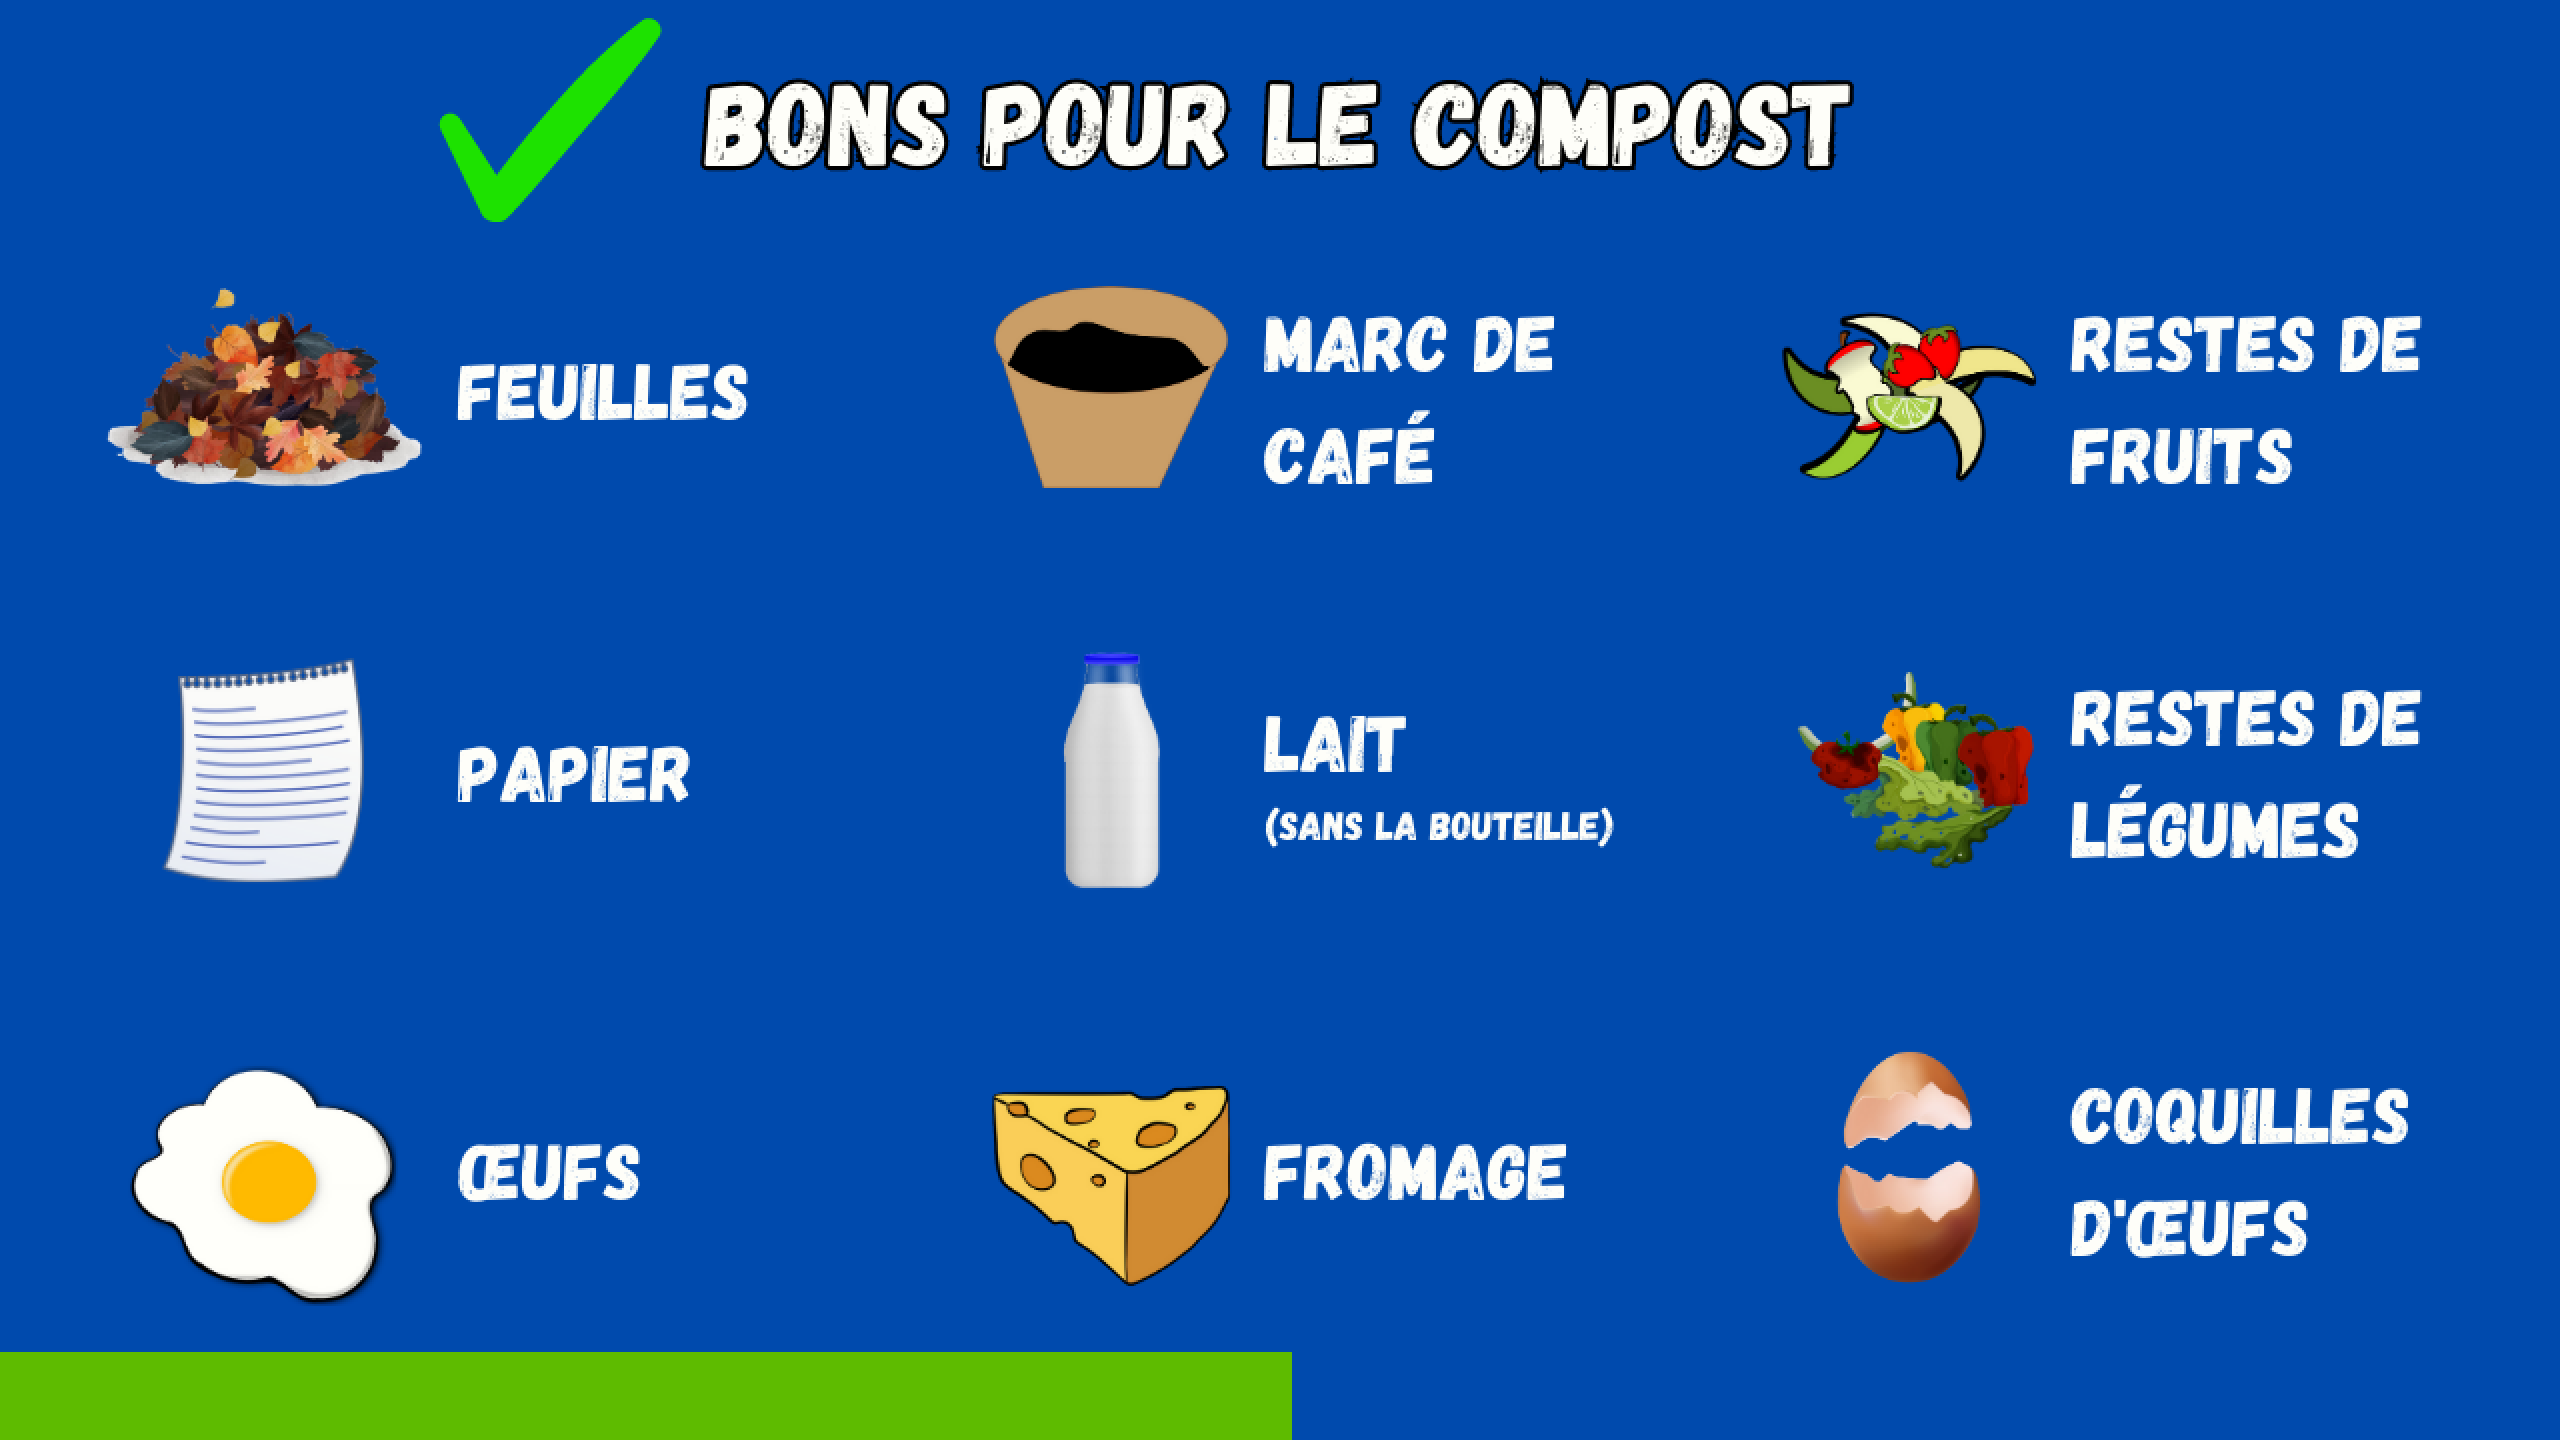 BONS POUR LE COMPOST
FEUILLES
MARC DE
CAFÉ
RESTES DE
FRUITS
PAPIER
LAIT
(SANS LA BOUTEILLE)
RESTES DE
LÉGUMES
ŒUFS
FROMAGE
COQUILLES
D'ŒUFS